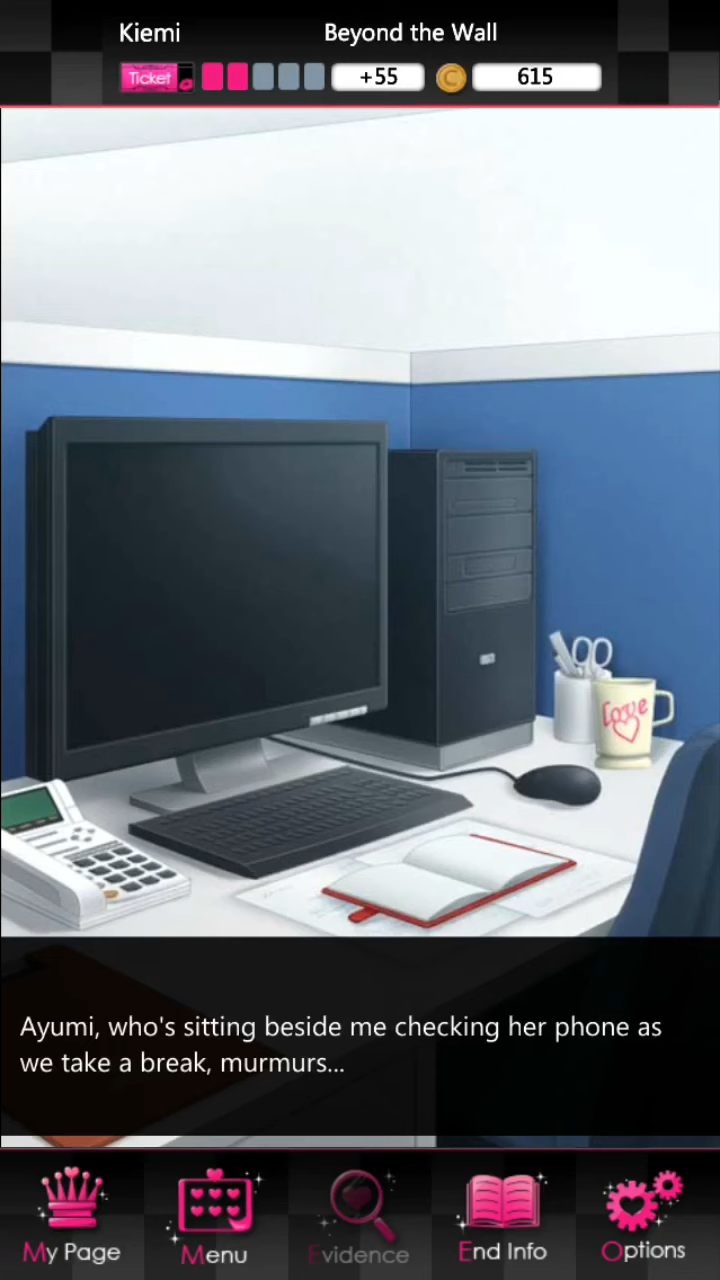 Kiemi
Beyond the Wall
Ticket
+55
C
615
Love
Ayumi, who's sitting beside me checking her phone as
we take a break, murmurs...
My Page
Menu
Evidence
End Info
Options